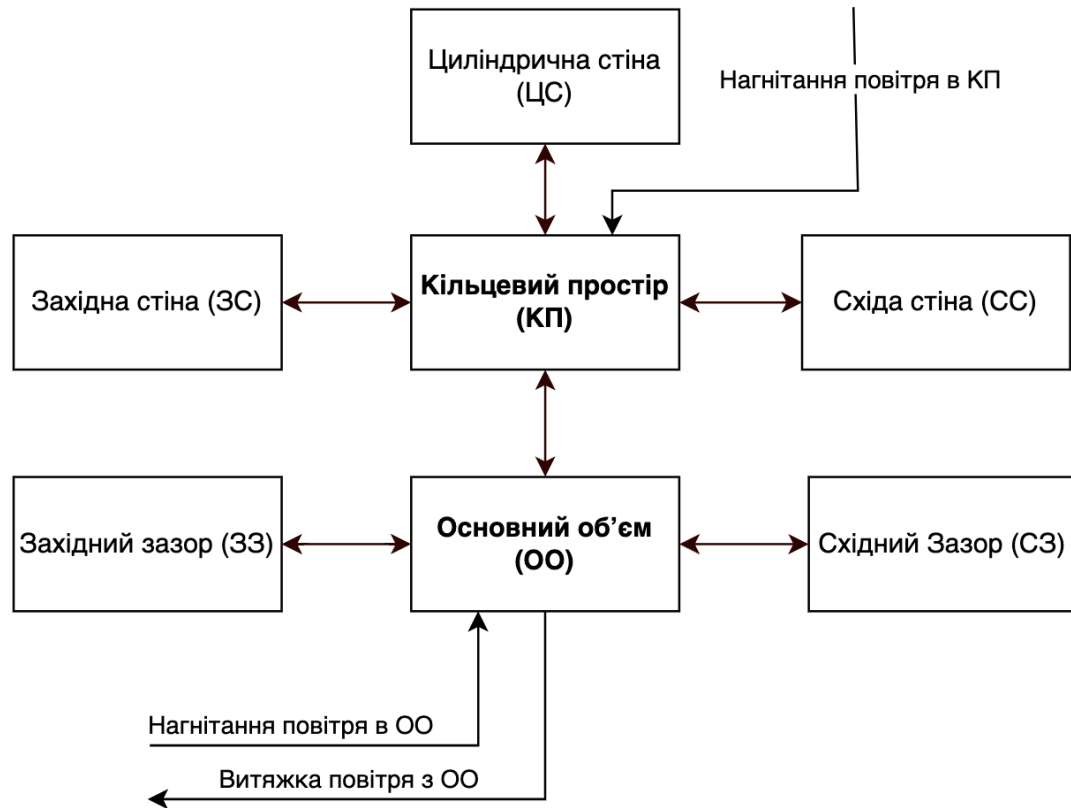 Циліндрична стіна
(ЦС)
Нагнітання повітря в КП
Західна стіна (ЗС)
Кільцевий простір
(КП)
Східа стіна (СС)
Західний зазор (ЗЗ)
Основний об’єм
(ОО)
Східний Зазор (СЗ)
Нагнітання повітря в ОО
Витяжка повітря з ОО